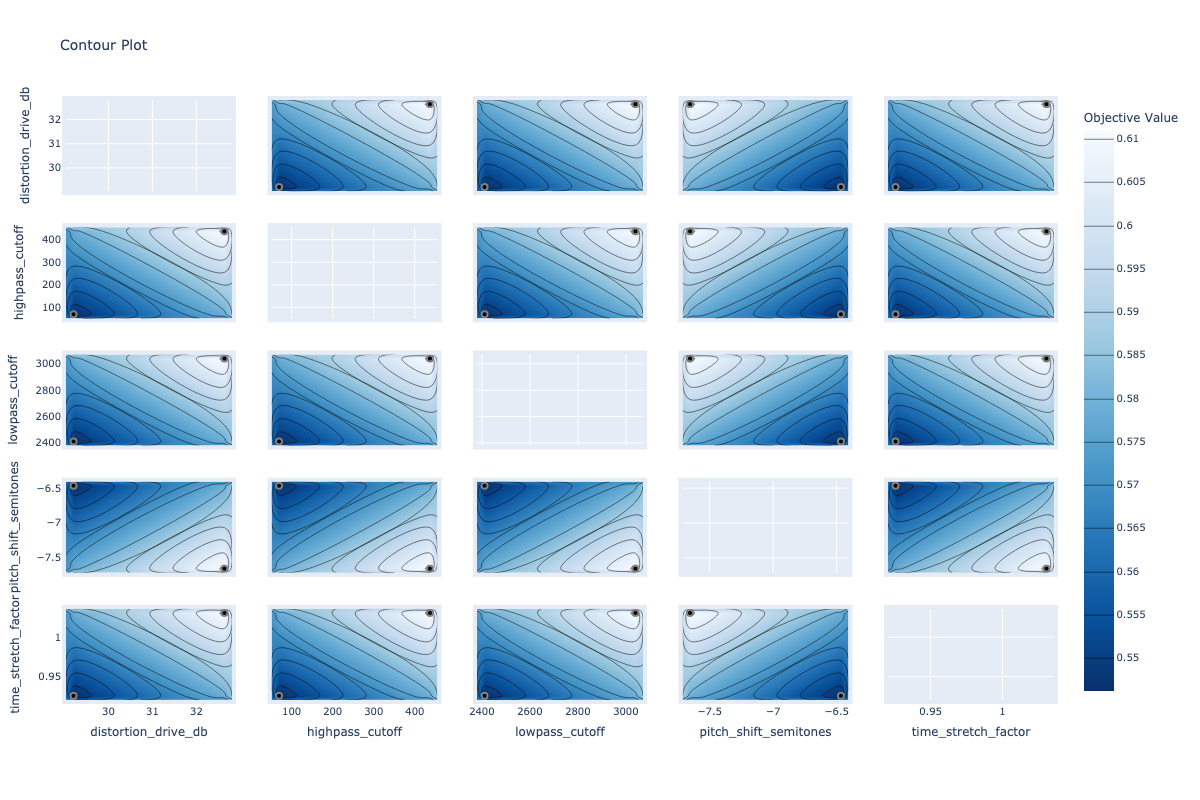 Contour Plot
distortion_drive_db
32
31
30
highpass_cutoff
400
300
200
100
lowpass_cutoff
3000
2800
2600
2400
pitch_shift_semitones
−6.5
−7
−7.5
time_stretch_factor
1
0.95
30 31 32
100 200 300 400
2400 2600 2800 3000
−7.5 −7 −6.5
0.95 1
distortion_drive_db
highpass_cutoff
lowpass_cutoff
pitch_shift_semitones
time_stretch_factor
Objective Value
0.61
0.605
0.6
0.595
0.59
0.585
0.58
0.575
0.57
0.565
0.56
0.555
0.55